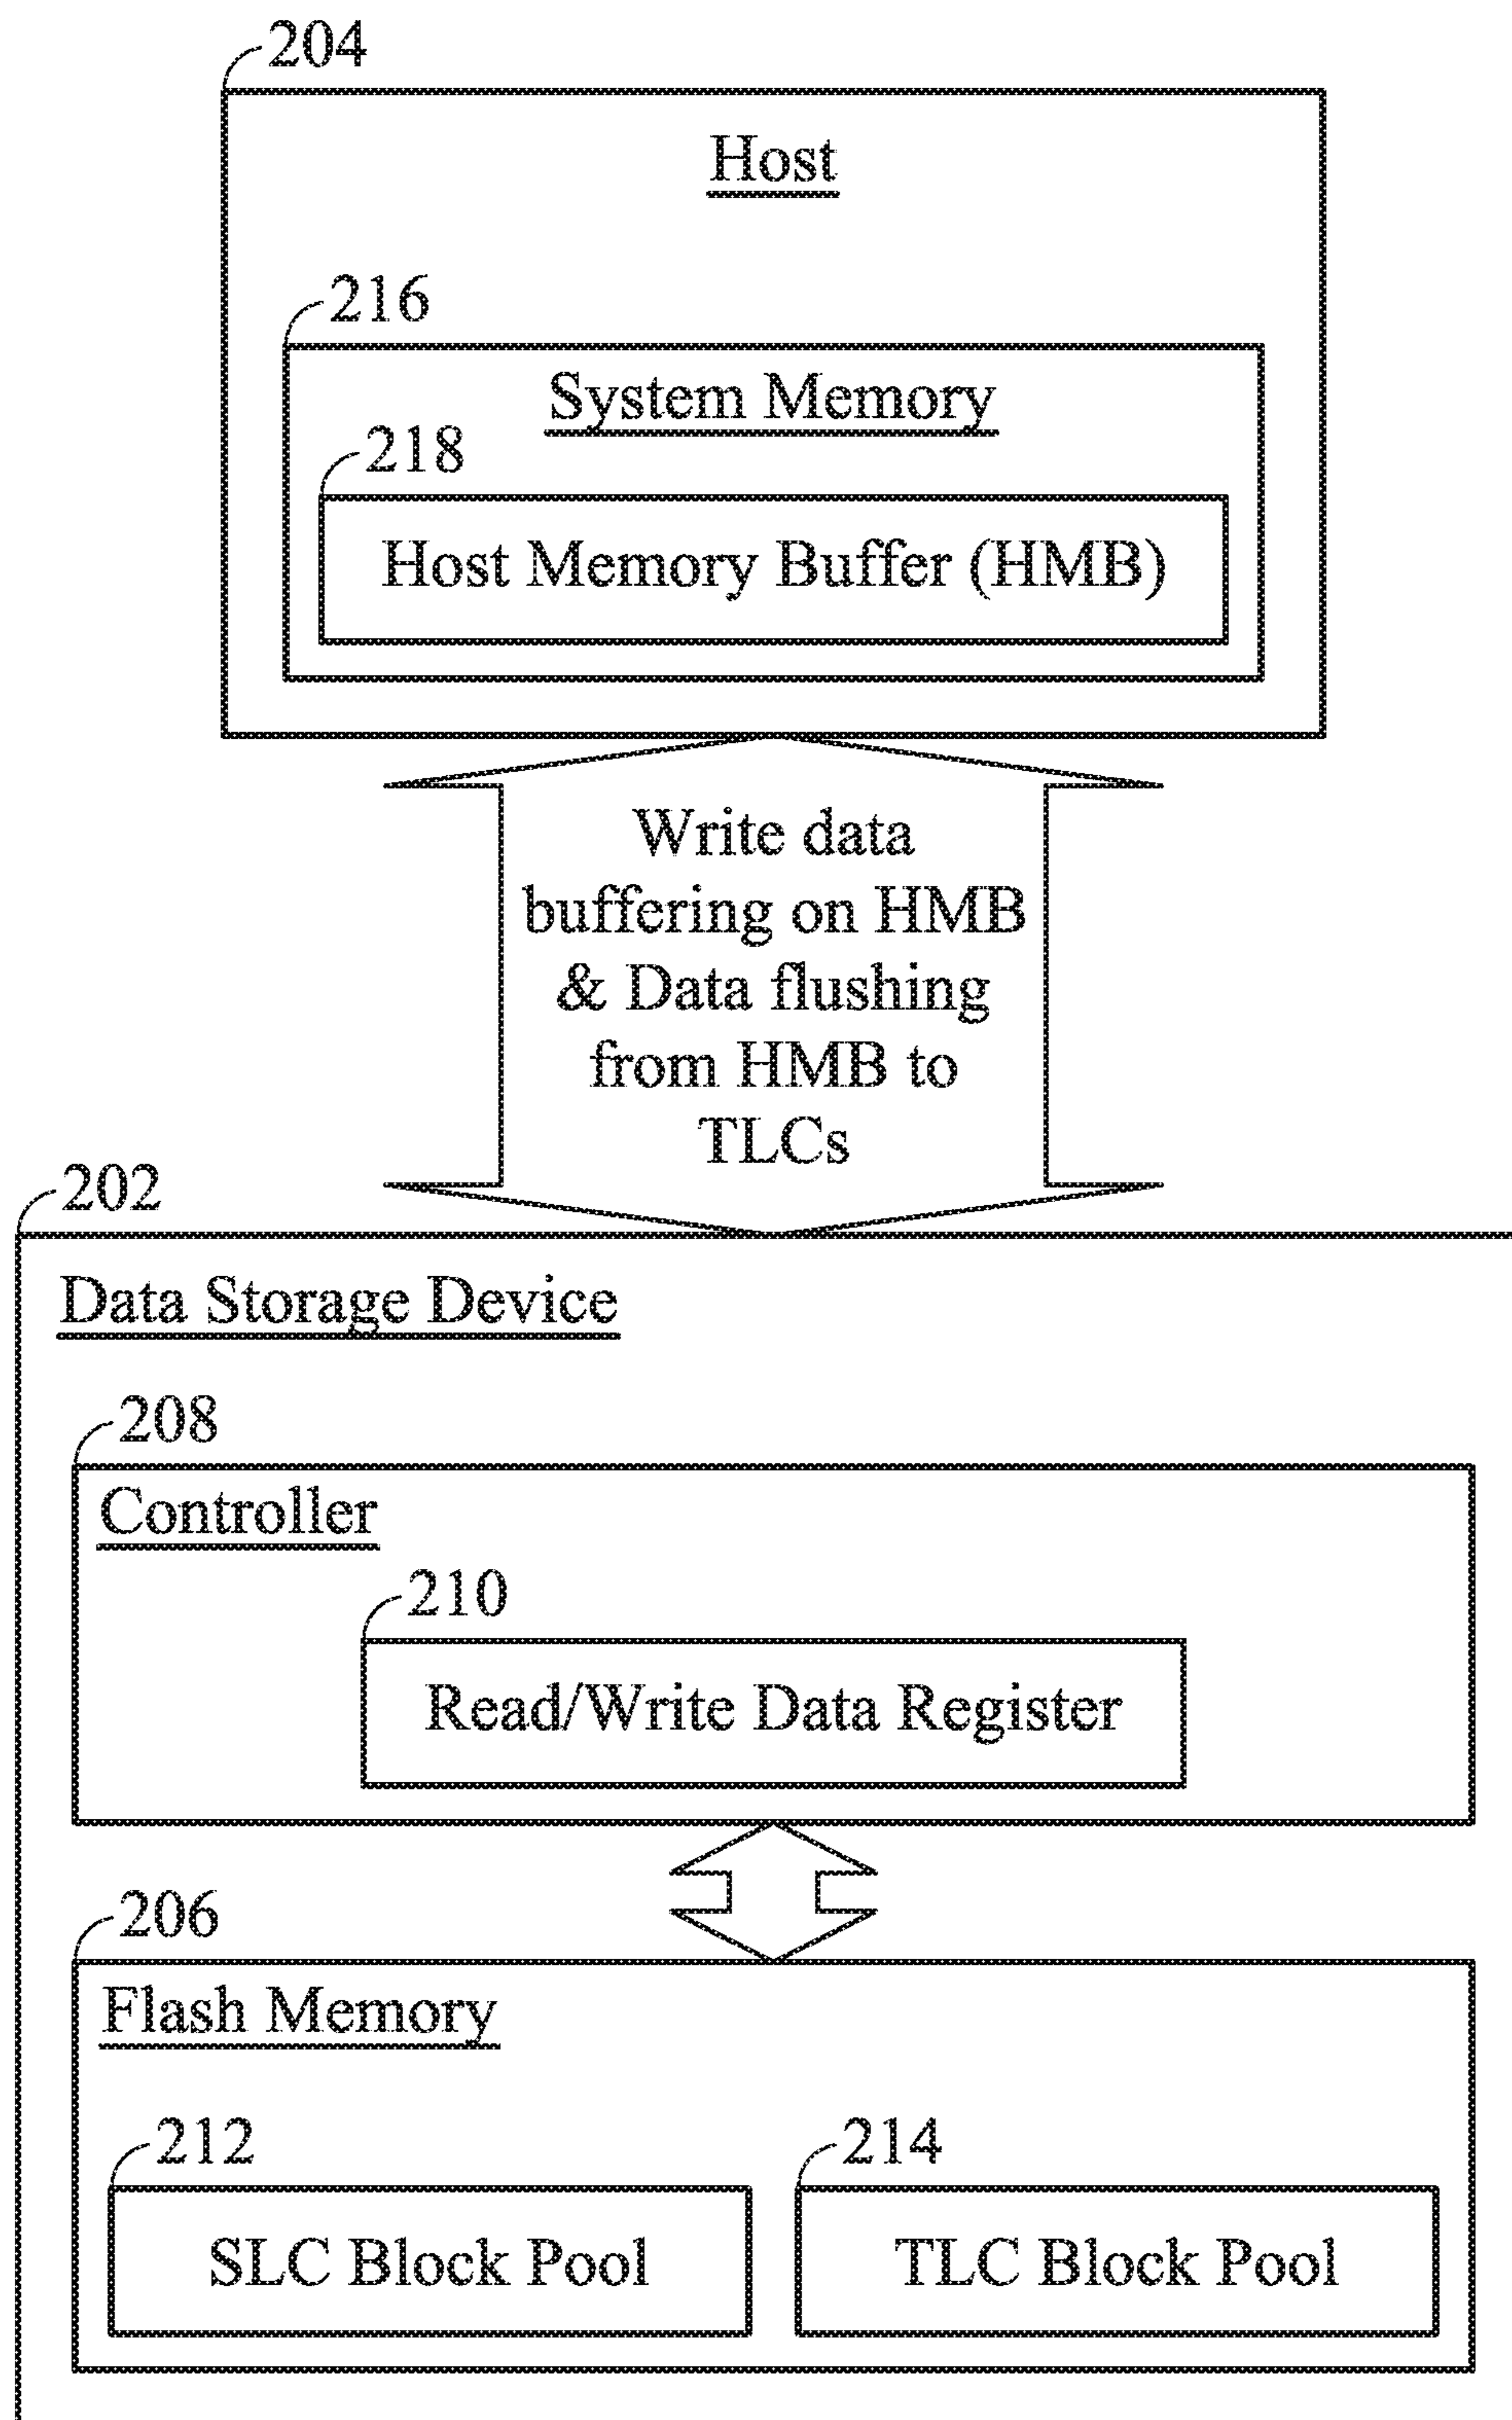 204
Host
216
System Memory
218
Host Memory Buffer (HMB)
Write data
buffering on HMB
& Data flushing
from HMB to
TLCs
202
Data Storage Device
208
Controller
210
Read/Write Data Register
206
Flash Memory
212
214
SLC Block Pool
TLC Block Pool